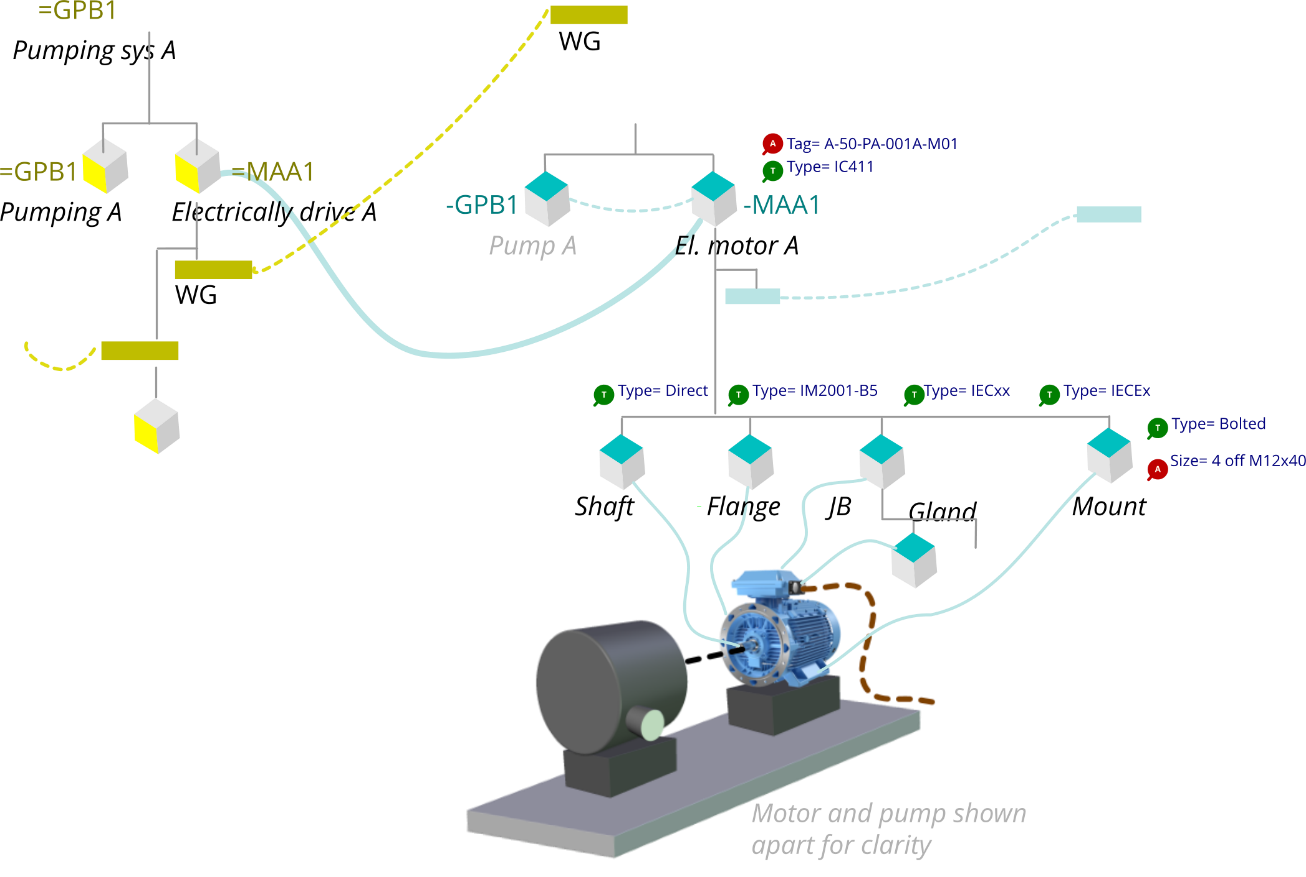 =GPB1
Pumping sys A
WG
=GPB1
=MAA1
Pumping A
Electrically drive A
WG
A Tag= A-50-PA-001A-M01
T Type= IC411
-GPB1
-MAA1
Pump A
El. motor A
T Type= Direct
T Type= IM2001-B5
T Type= IECxx
T Type= IECEx
T Type= Bolted
A Size= 4 off M12x40
Shaft
- Flange
JB
Gland
Mount
Motor and pump shown
apart for clarity